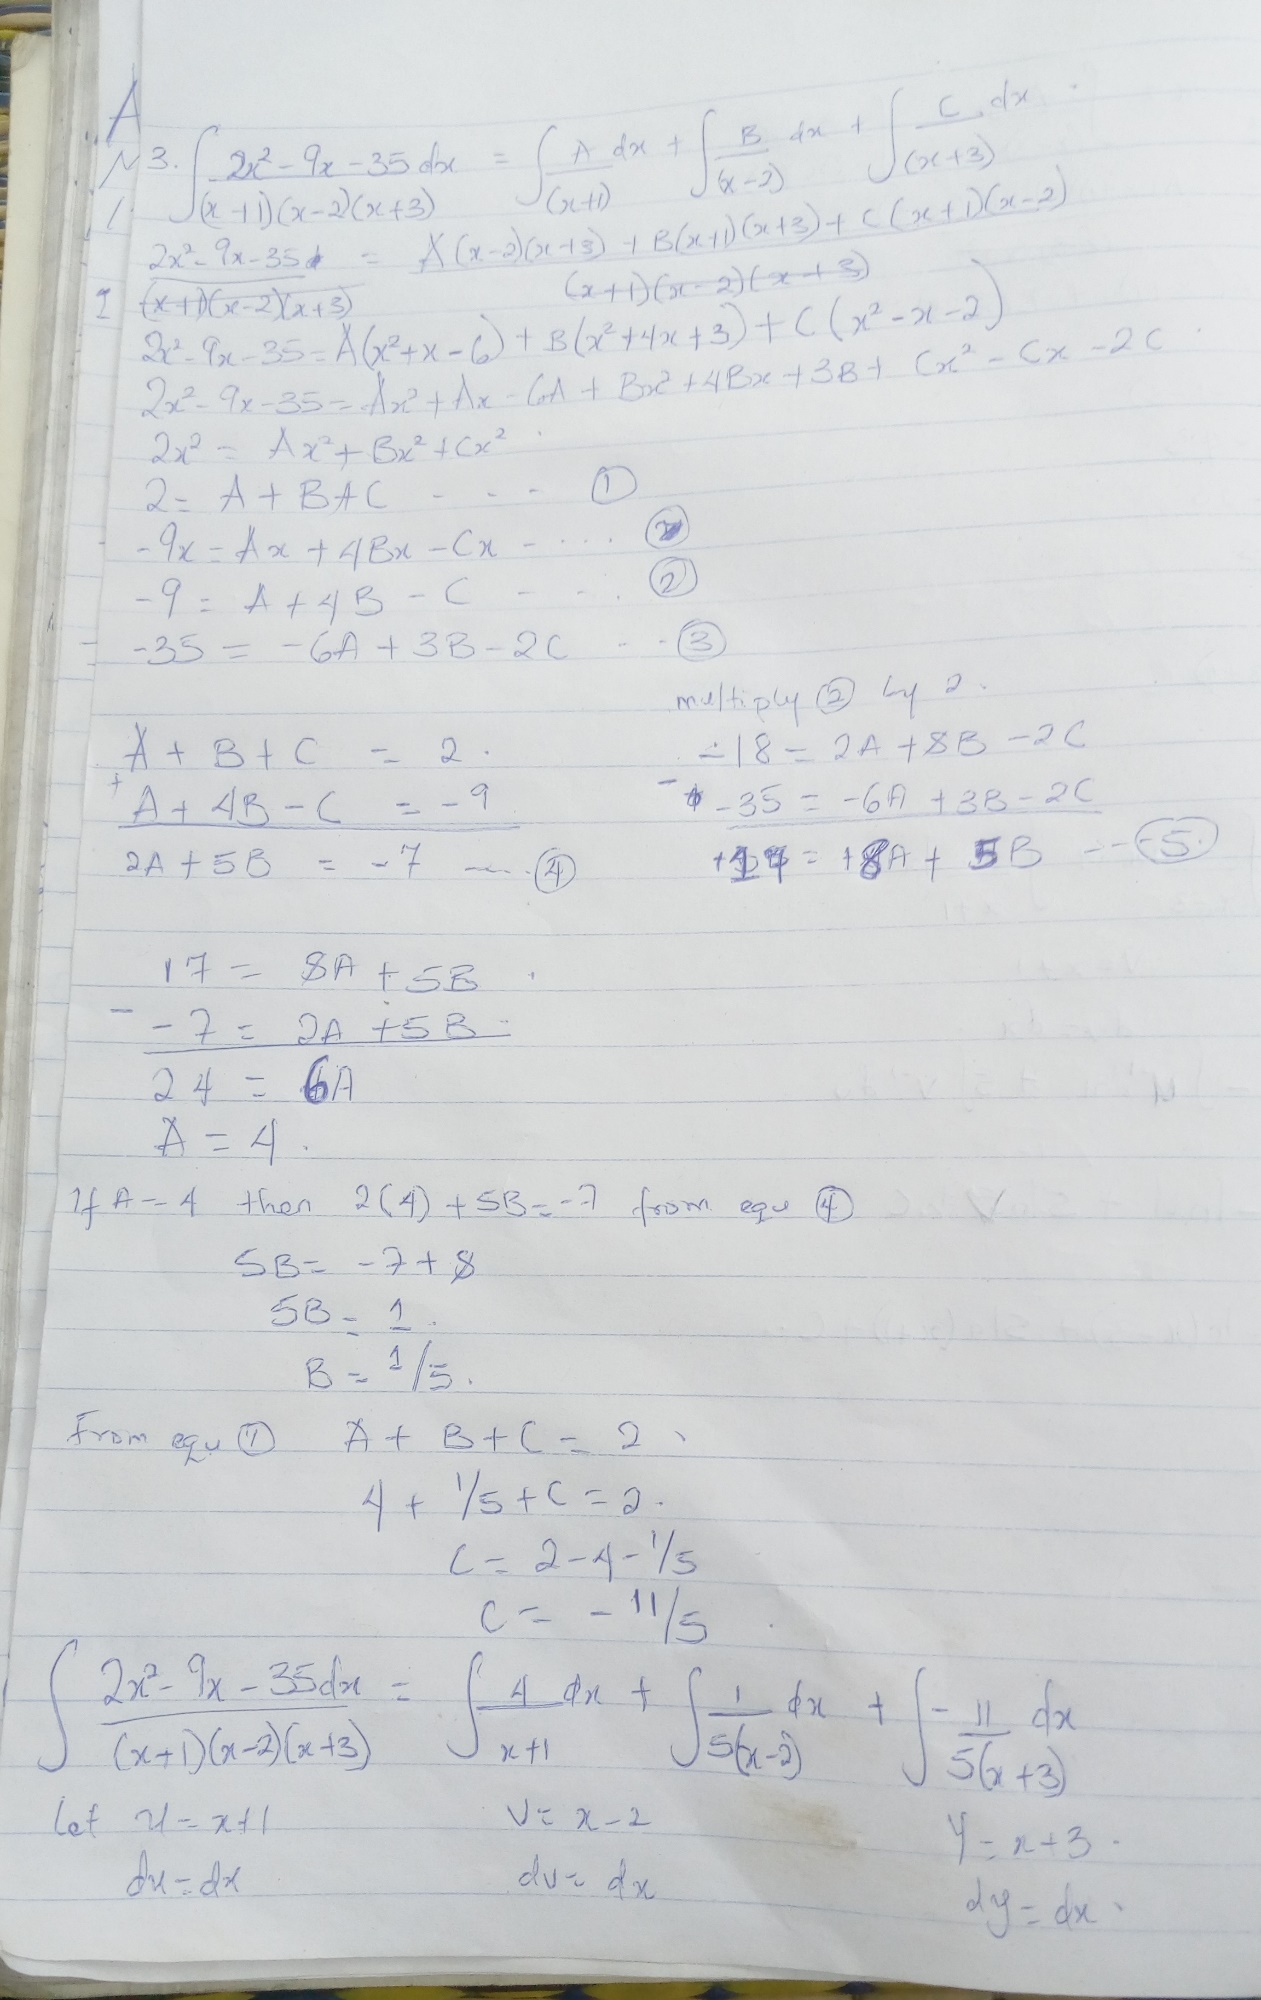 A
N3. ∫ 2x² - 9x - 35 dx / (x+1)(x-2)(x+3) = ∫ A dx / (x+1) + ∫ B dx / (x-2) + ∫ C dx / (x+3)
2x² - 9x - 35 / (x+1)(x-2)(x+3) = A(x-2)(x+3) + B(x+1)(x+3) + C(x+1)(x-2) / (x+1)(x-2)(x+3)
2x² - 9x - 35 = A(x²+x-6) + B(x²+4x+3) + C(x²-x-2)
2x² - 9x - 35 = Ax² + Ax - 6A + Bx² + 4Bx + 3B + Cx² - Cx - 2C
2x² = Ax² + Bx² + Cx²
2 = A + B + C - - - ①
-9x = Ax + 4Bx - Cx - .... ②
-9 = A + 4B - C - - . ②
-35 = -6A + 3B - 2C - - ③
multiply ② by 2.
A + B + C = 2.
+ A + 4B - C = -9
2A + 5B = -7 ---- ④
-18 = 2A + 8B - 2C
- -35 = -6A + 3B - 2C
+17 = +8A + 5B --- ⑤.
17 = 8A + 5B
- -7 = 2A + 5B
24 = 6A
A = 4.
If A = 4 then 2(4) + 5B = -7 from equ ④
5B = -7 + 8
5B = 1.
B = 1/5.
From equ ① A + B + C = 2
4 + 1/5 + C = 2.
C = 2 - 4 - 1/5
C = - 11/5
∫ 2x² - 9x - 35 dx / (x+1)(x-2)(x+3) = ∫ 4 dx / x+1 + ∫ 1 dx / 5(x-2) + ∫ - 11 dx / 5(x+3)
let u = x+1 v = x-2 y = x+3.
du = dx dv = dx dy = dx.